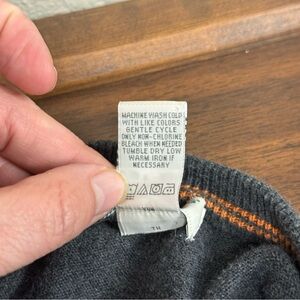 MACHINE WASH COLD
WITH LIKE COLORS
GENTLE CYCLE
ONLY NON-CHLORINE
BLEACH WHEN NEEDED
TUMBLE DRY LOW
WARM IRON IF
NECESSARY